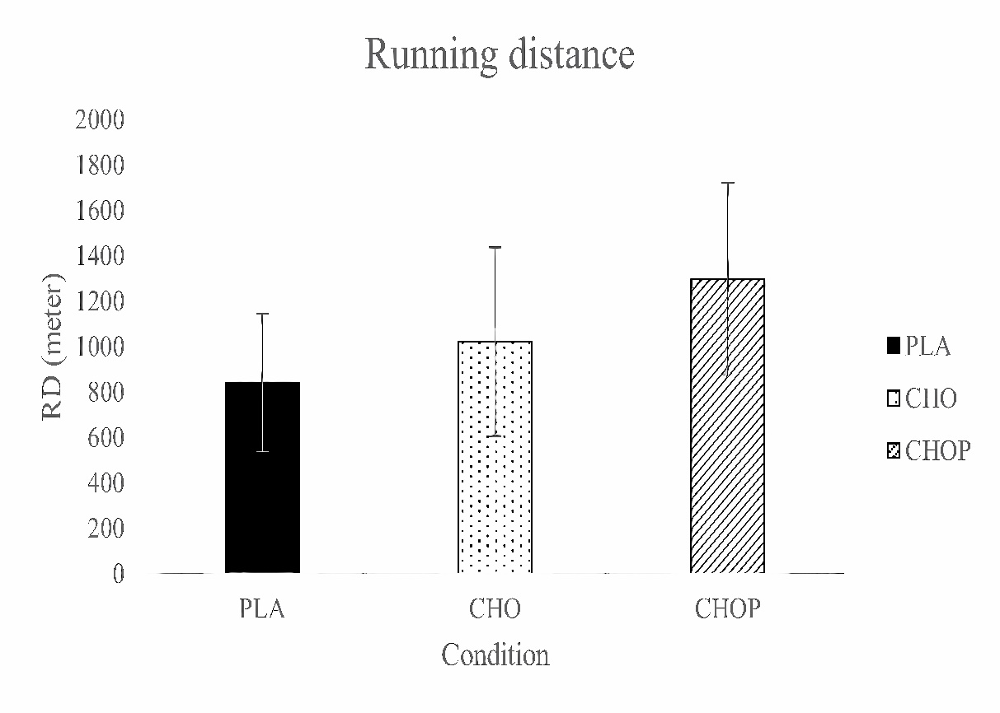 Running distance
2000
1800
1600
1400
1200
1000
800
600
400
200
0
RD (meter)
PLA
CHO
CHOP
Condition
PLA
CHO
CHOP